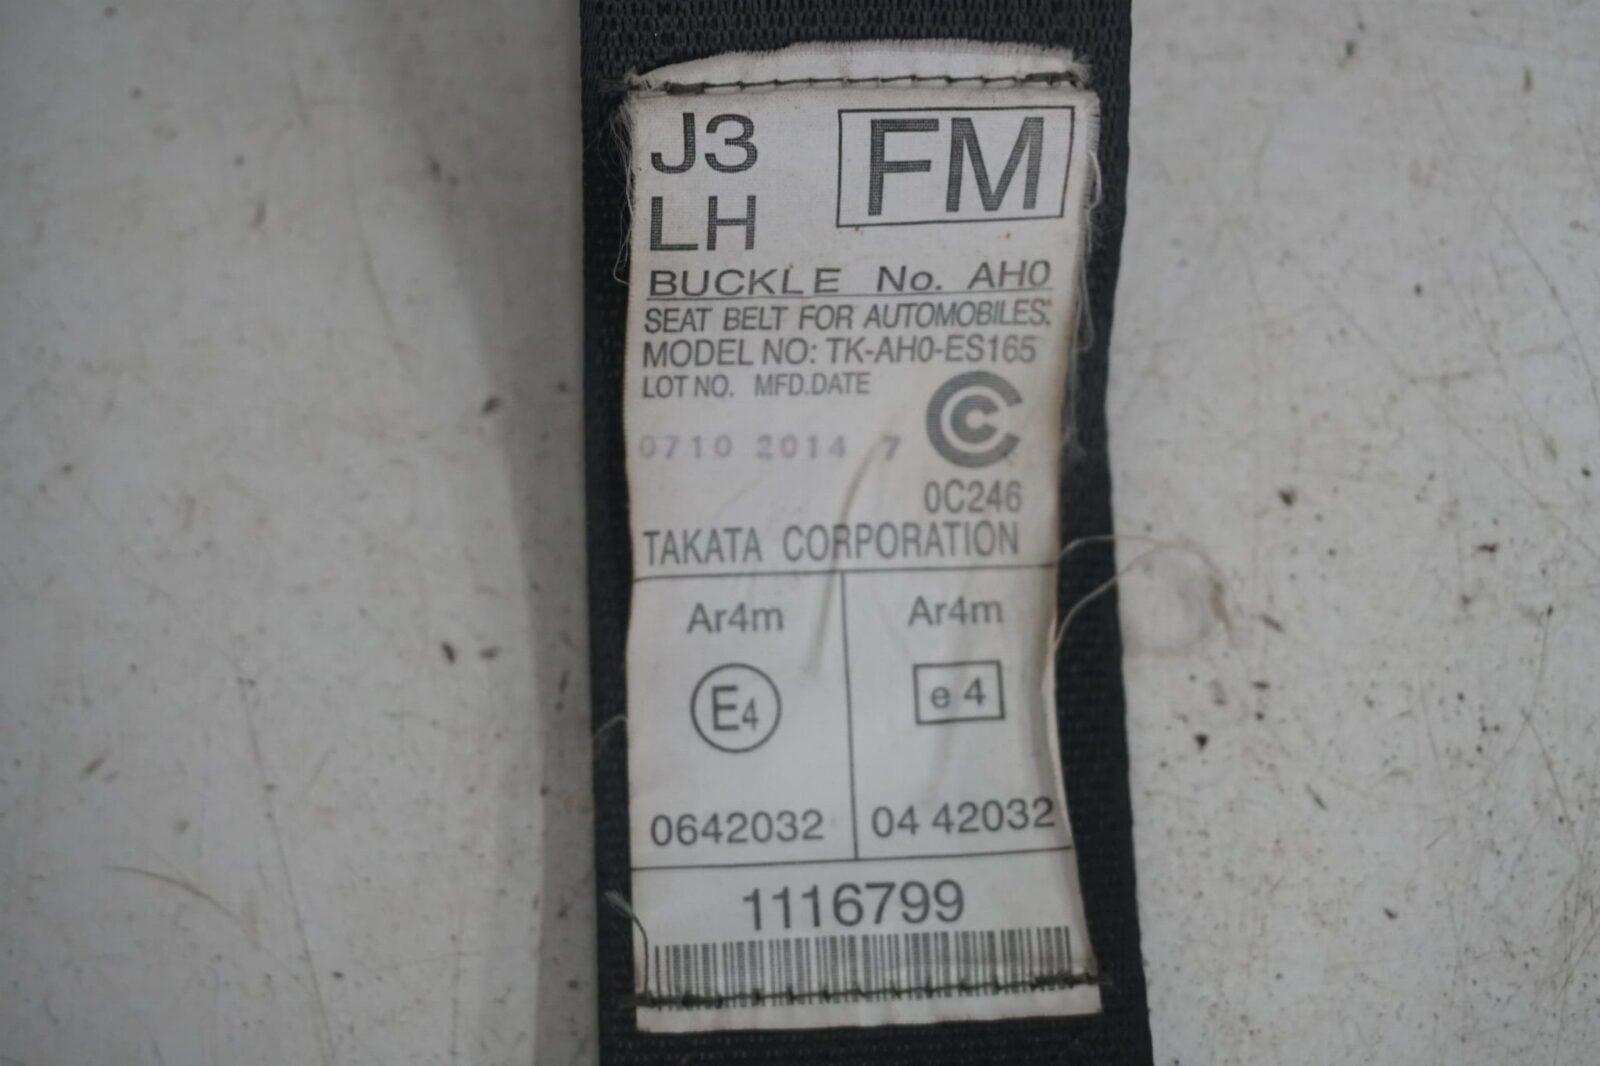 J3
LH
FM
BUCKLE No. AH0
SEAT BELT FOR AUTOMOBILES.
MODEL NO: TK-AH0-ES165
LOT NO. MFD.DATE
0710 2014 7
0C246
TAKATA CORPORATION
Ar4m
E4
0642032
Ar4m
e 4
04 42032
1116799